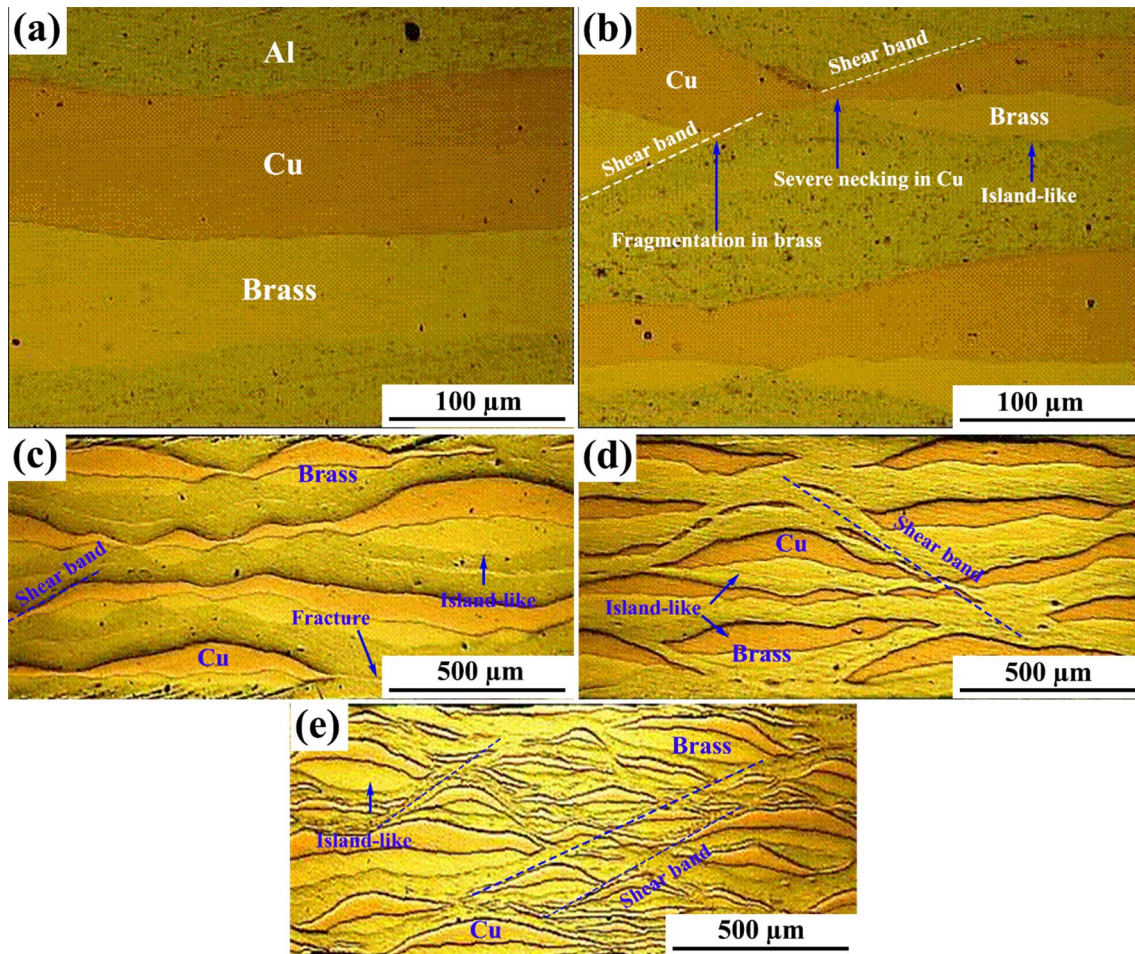 (a)
Al
Cu
Brass
100 µm
(b)
Cu
Shear band
Brass
Shear band
Severe necking in Cu
Island-like
Fragmentation in brass
100 µm
(c)
Brass
Shear band
Island-like
Fracture
Cu
500 µm
(d)
Cu
Shear band
Island-like
Brass
500 µm
(e)
Brass
Island-like
Shear band
Cu
500 µm